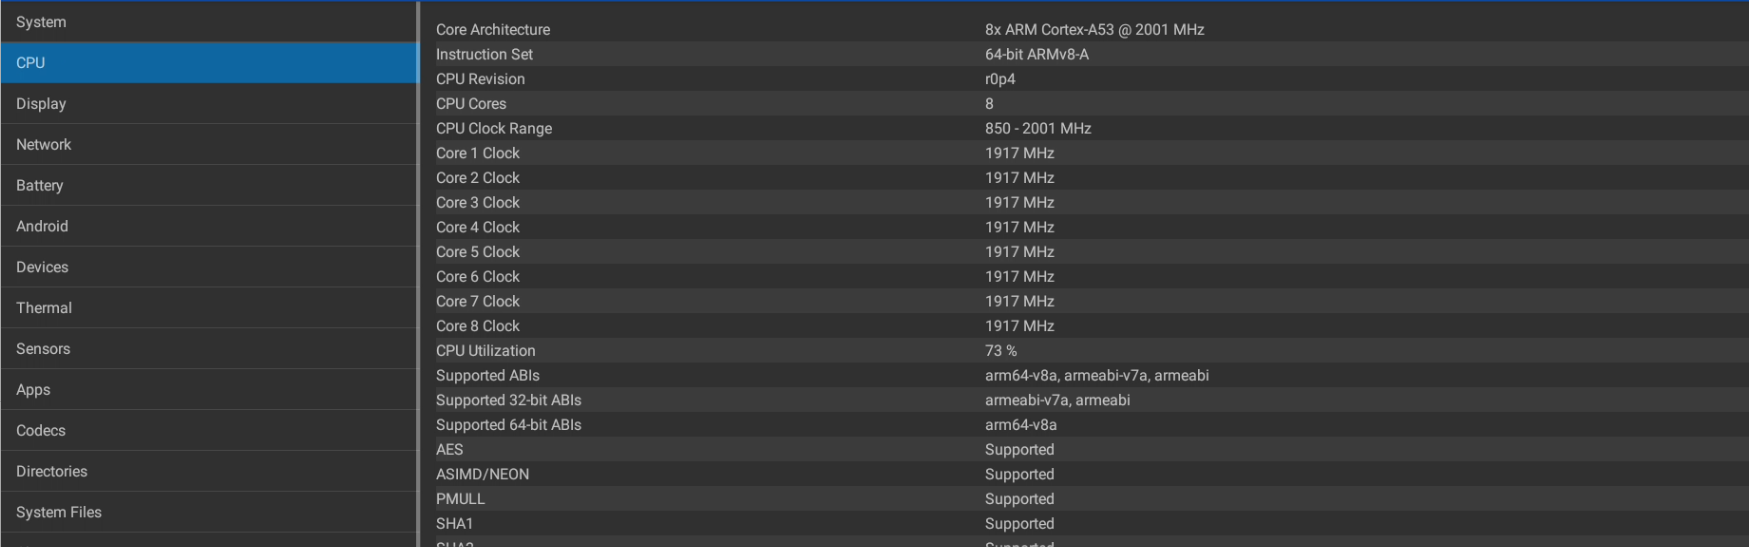 System
CPU
Display
Network
Battery
Android
Devices
Thermal
Sensors
Apps
Codecs
Directories
System Files
Core Architecture 8x ARM Cortex-A53 @ 2001 MHz
Instruction Set 64-bit ARMv8-A
CPU Revision r0p4
CPU Cores 8
CPU Clock Range 850 - 2001 MHz
Core 1 Clock 1917 MHz
Core 2 Clock 1917 MHz
Core 3 Clock 1917 MHz
Core 4 Clock 1917 MHz
Core 5 Clock 1917 MHz
Core 6 Clock 1917 MHz
Core 7 Clock 1917 MHz
Core 8 Clock 1917 MHz
CPU Utilization 73 %
Supported ABIs arm64-v8a, armeabi-v7a, armeabi
Supported 32-bit ABIs armeabi-v7a, armeabi
Supported 64-bit ABIs arm64-v8a
AES Supported
ASIMD/NEON Supported
PMULL Supported
SHA1 Supported